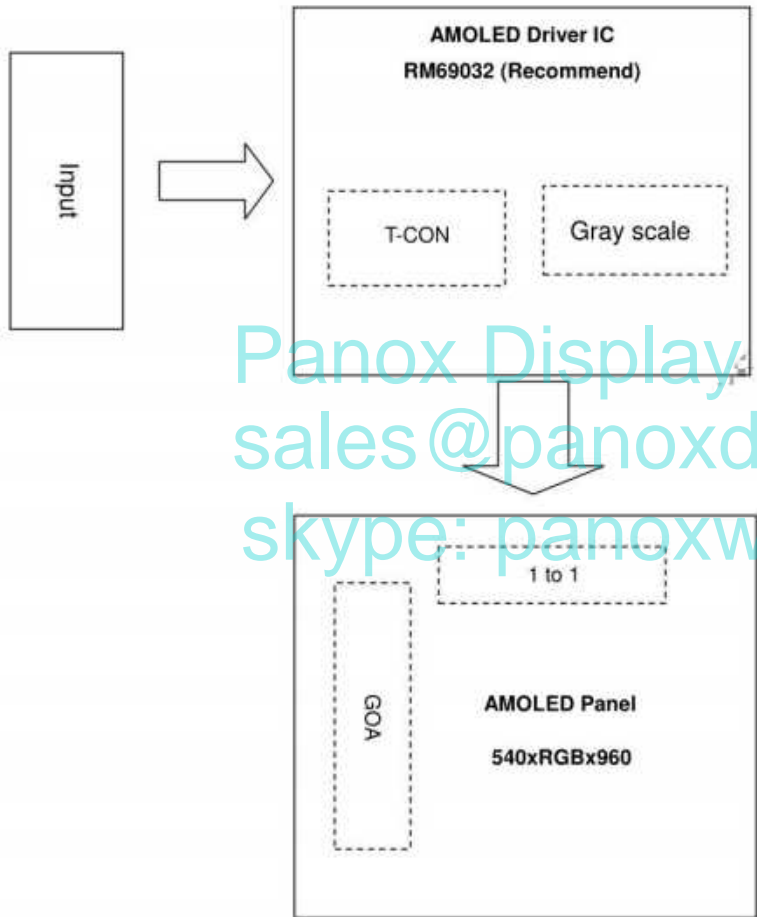 AMOLED Driver IC
RM69032 (Recommend)
Input
T-CON
Gray scale
Panox Display
sales@panoxd
skype: panoxw
1 to 1
GOA
AMOLED Panel
540xRGBx960